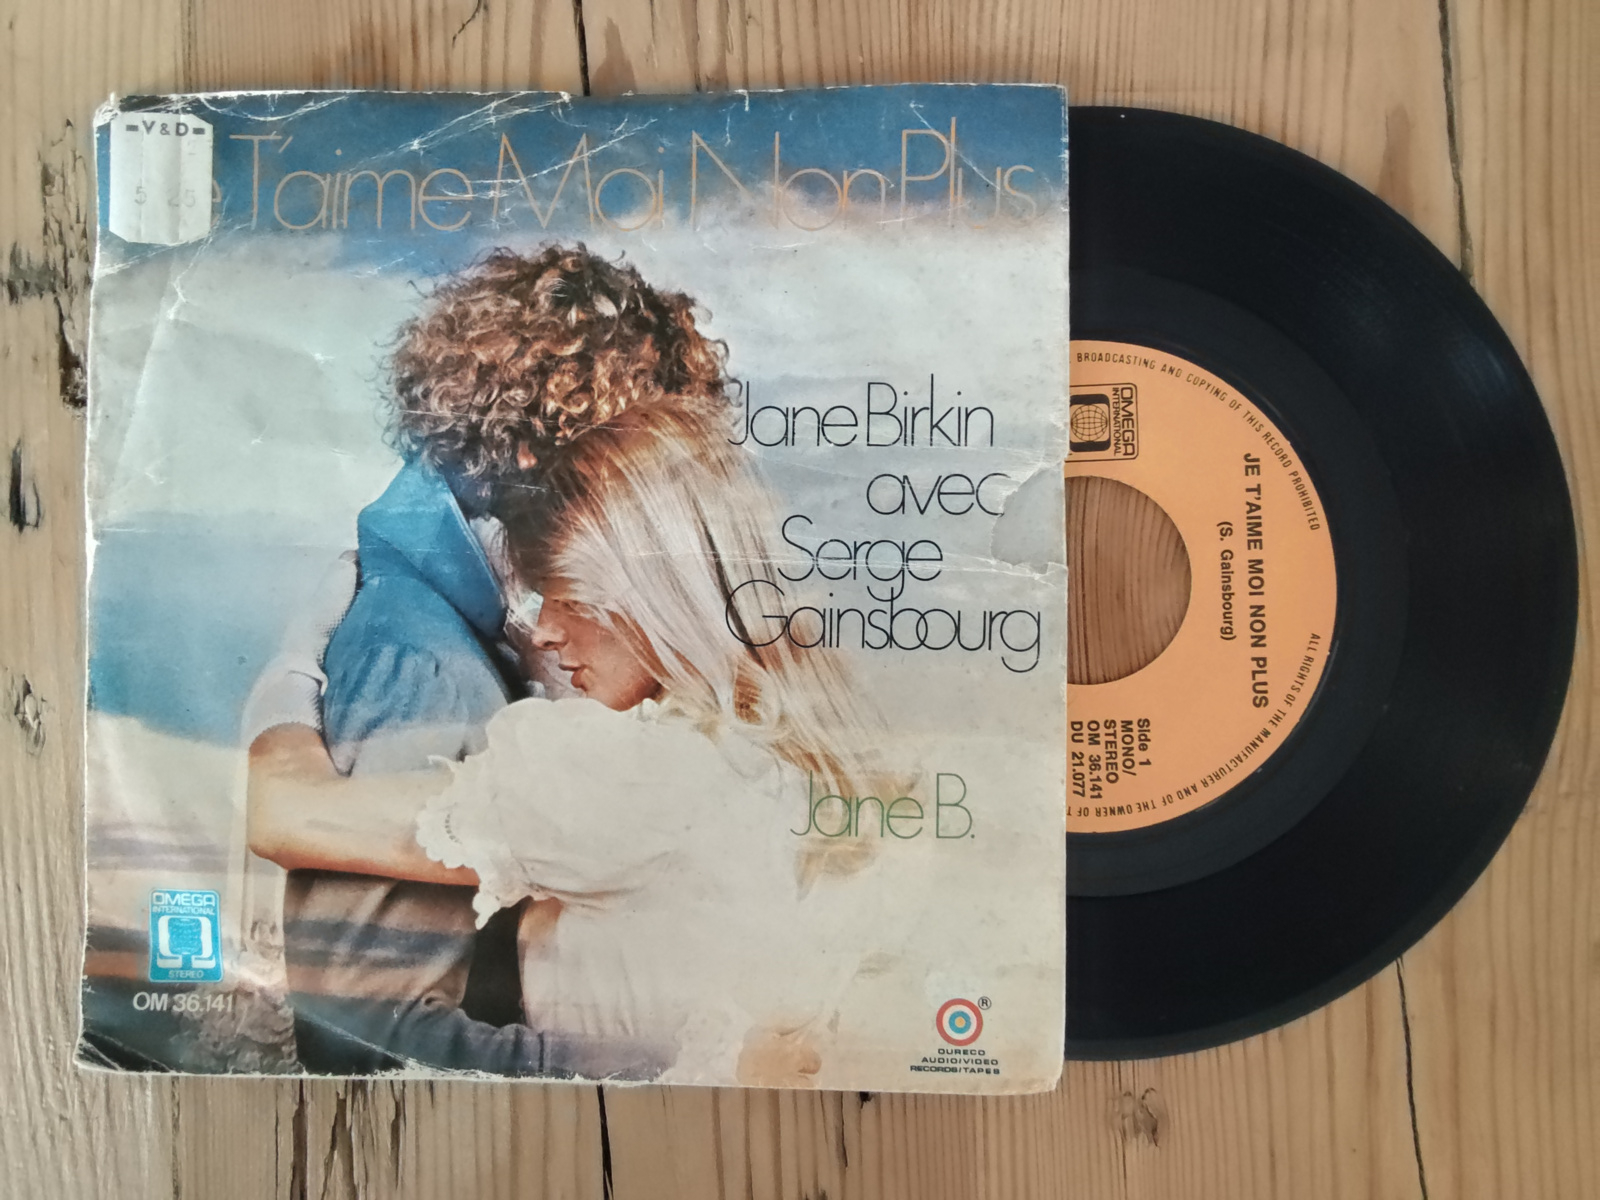 -V&D-
5 25
e T'aime Moi Non Plus
Jane Birkin
avec
Serge
Gainsbourg
Jane B.
OMEGA
INTERNATIONAL
STEREO
OM 36.141
®
DURECO
AUDIO/VIDEO
RECORDS/TAPES
BROADCASTING AND COPYING OF THIS RECORD PROHIBITED
OMEGA
INTERNATIONAL
JE T'AIME MOI NON PLUS
(S. Gainsbourg)
Side 1
MONO/
STEREO
OM 36.141
DU 21.077
ALL RIGHTS OF THE MANUFACTURER AND OF THE OWNER OF T